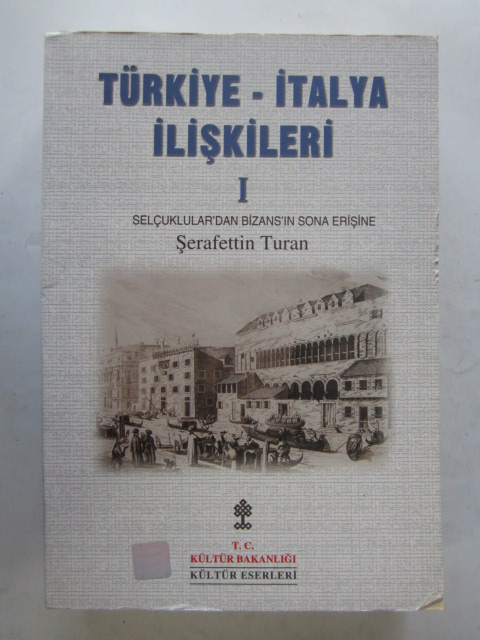 TÜRKİYE - İTALYA
İLİŞKİLERİ
I
SELÇUKLULAR'DAN BİZANS'IN SONA ERİŞİNE
Şerafettin Turan
T. C.
KÜLTÜR BAKANLIĞI
KÜLTÜR ESERLERİ